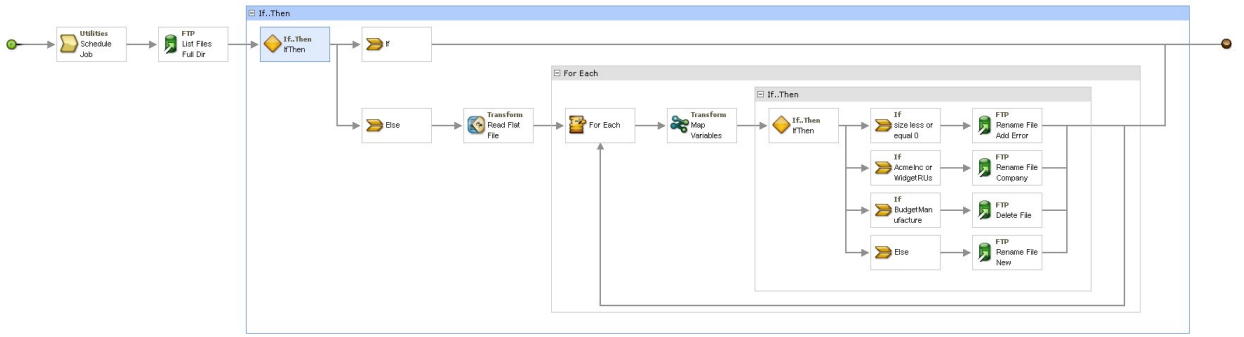 If..Then
Utilities
Schedule
Job
FTP
List Files
Full Dir
If..Then
IfThen
If
For Each
If..Then
Else
Transform
Read Flat
File
For Each
Transform
Map
Variables
If..Then
IfThen
If
size less or
equal 0
FTP
Rename File
Add Error
If
AcmeInc or
WidgetRUs
FTP
Rename File
Company
If
BudgetMan
ufacture
FTP
Delete File
Else
FTP
Rename File
New